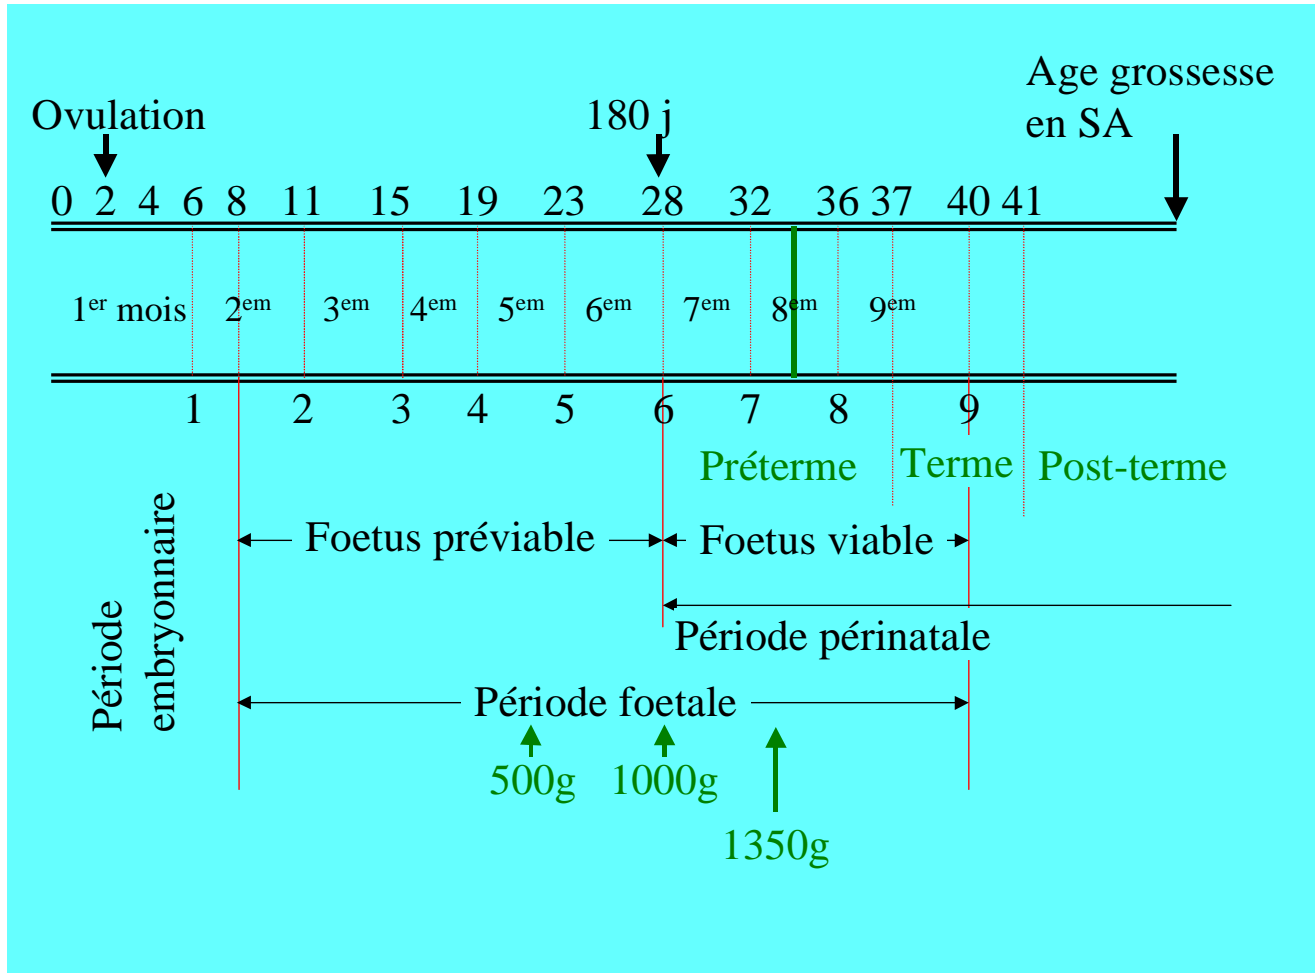 Age grossesse
en SA
Ovulation
180 j
0 2 4 6 8 11 15 19 23 28 32 36 37 40 41
1er mois 2em 3em 4em 5em 6em 7em 8em 9em
1 2 3 4 5 6 7 8 9
Préterme Terme Post-terme
Foetus préviable Foetus viable
Période
embryonnaire
Période périnatale
Période foetale
500g 1000g
1350g